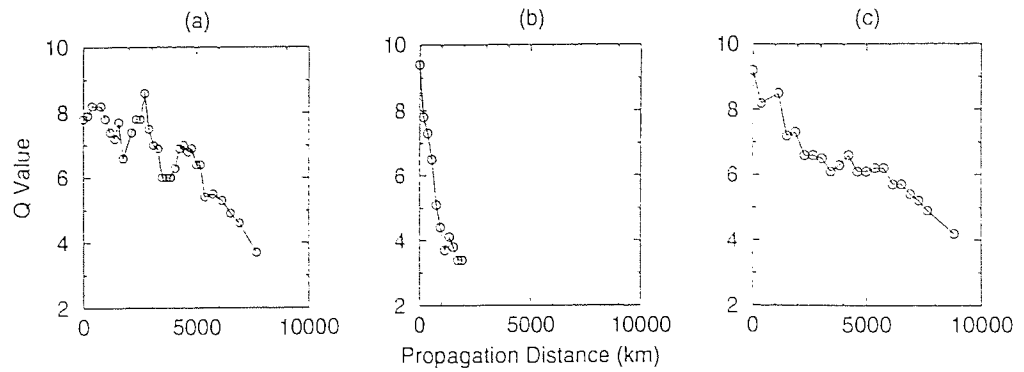 (a) (b) (c)
10 10 10
8 8 8
6 6 6
4 4 4
2 2 2
0 5000 10000 0 5000 10000 0 5000 10000
Q Value
Propagation Distance (km)